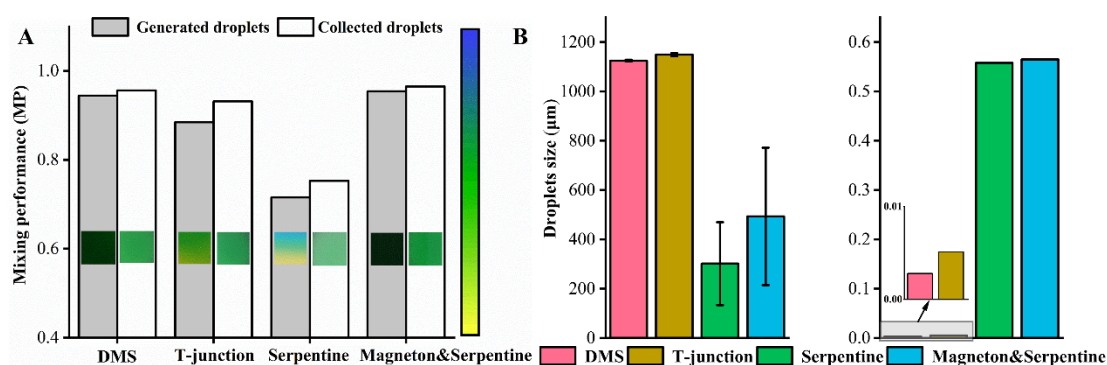 A
Generated droplets
Collected droplets
Mixing performance (MP)
1.0
0.8
0.6
0.4
DMS
T-junction
Serpentine
Magneton&Serpentine
B
Droplets size (μm)
1200
1000
800
600
400
200
0
0.6
0.5
0.4
0.3
0.2
0.1
0.0
0.01
0.00
DMS
T-junction
Serpentine
Magneton&Serpentine